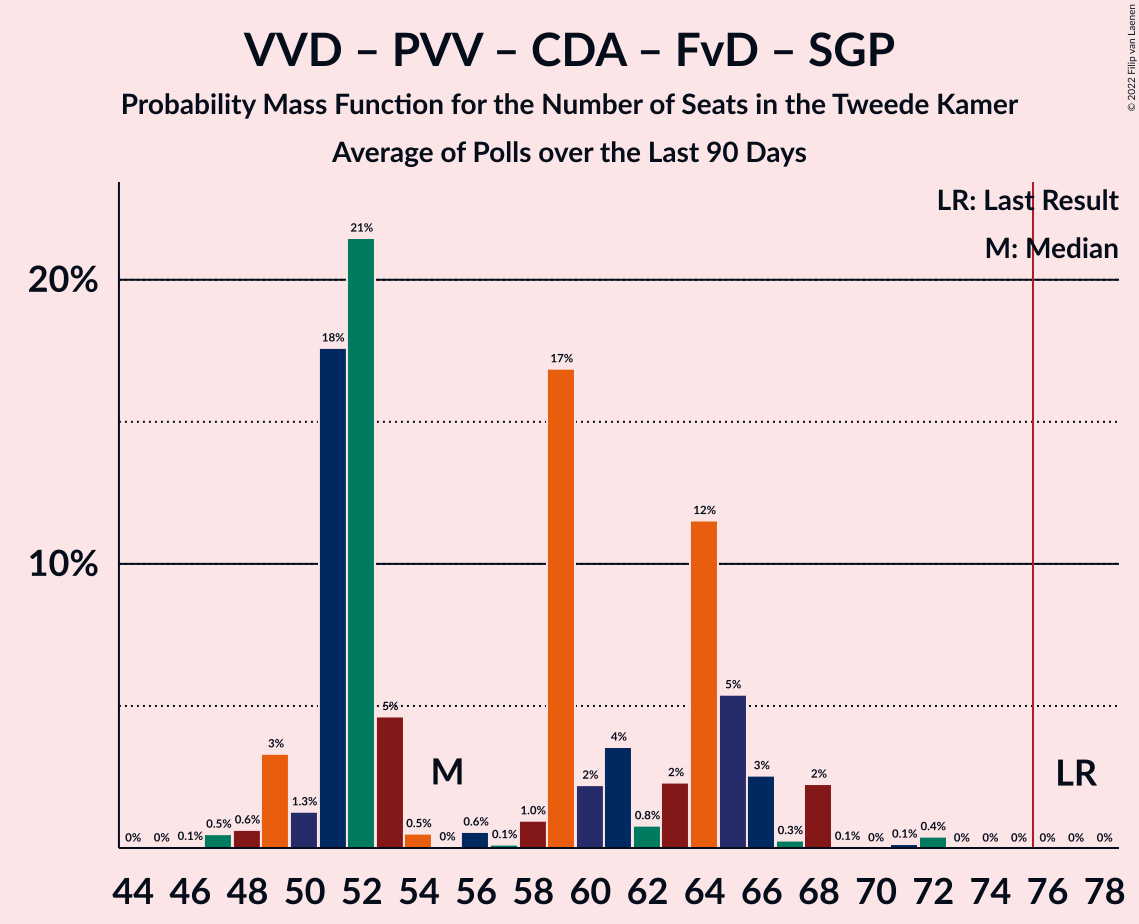 VVD – PVV – CDA – FvD – SGP
Probability Mass Function for the Number of Seats in the Tweede Kamer
Average of Polls over the Last 90 Days
© 2022 Filip van Laenen
LR: Last Result
M: Median
20%
10%
0% 0% 0.1% 0.5% 0.6% 3% 1.3% 18% 21% 5% 0.5% 0% 0.6% 0.1% 1.0% 17% 2% 4% 0.8% 2% 12% 5% 3% 0.3% 2% 0.1% 0% 0.1% 0.4% 0% 0% 0% 0% 0% 0%
M
LR
44 46 48 50 52 54 56 58 60 62 64 66 68 70 72 74 76 78